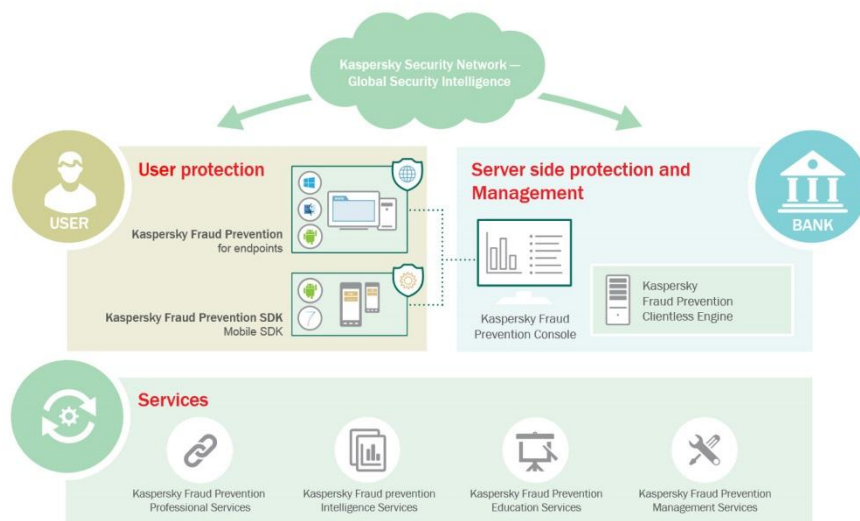 Kaspersky Security Network —
Global Security Intelligence
USER
User protection
Kaspersky Fraud Prevention
for endpoints
Kaspersky Fraud Prevention SDK
Mobile SDK
Server side protection and
Management
BANK
Kaspersky Fraud
Prevention Console
Kaspersky
Fraud Prevention
Clientless Engine
Services
Kaspersky Fraud Prevention
Professional Services
Kaspersky Fraud prevention
Intelligence Services
Kaspersky Fraud Prevention
Education Services
Kaspersky Fraud Prevention
Management Services